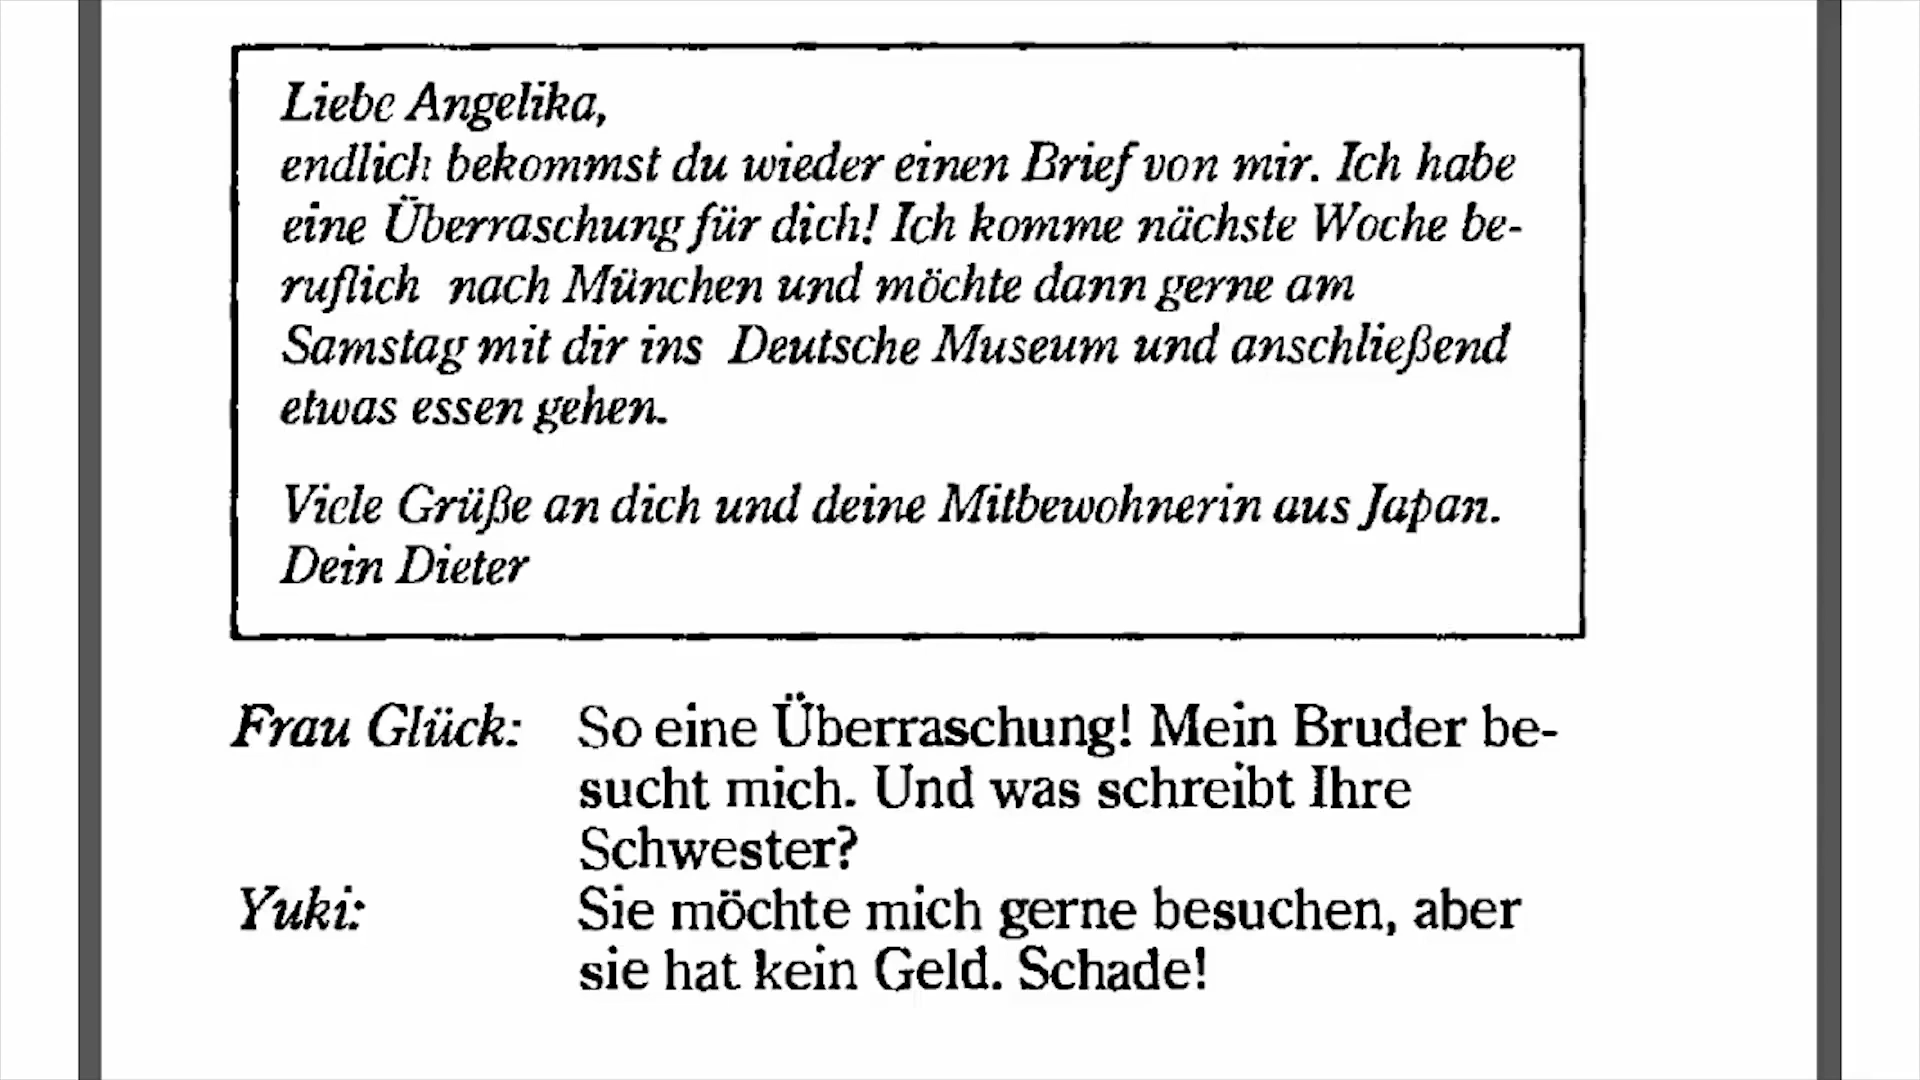 Liebe Angelika,
endlich bekommst du wieder einen Brief von mir. Ich habe
eine Überraschung für dich! Ich komme nächste Woche be-
ruflich nach München und möchte dann gerne am
Samstag mit dir ins Deutsche Museum und anschließend
etwas essen gehen.
Viele Grüße an dich und deine Mitbewohnerin aus Japan.
Dein Dieter
Frau Glück: So eine Überraschung! Mein Bruder be-
sucht mich. Und was schreibt Ihre
Schwester?
Yuki: Sie möchte mich gerne besuchen, aber
sie hat kein Geld. Schade!